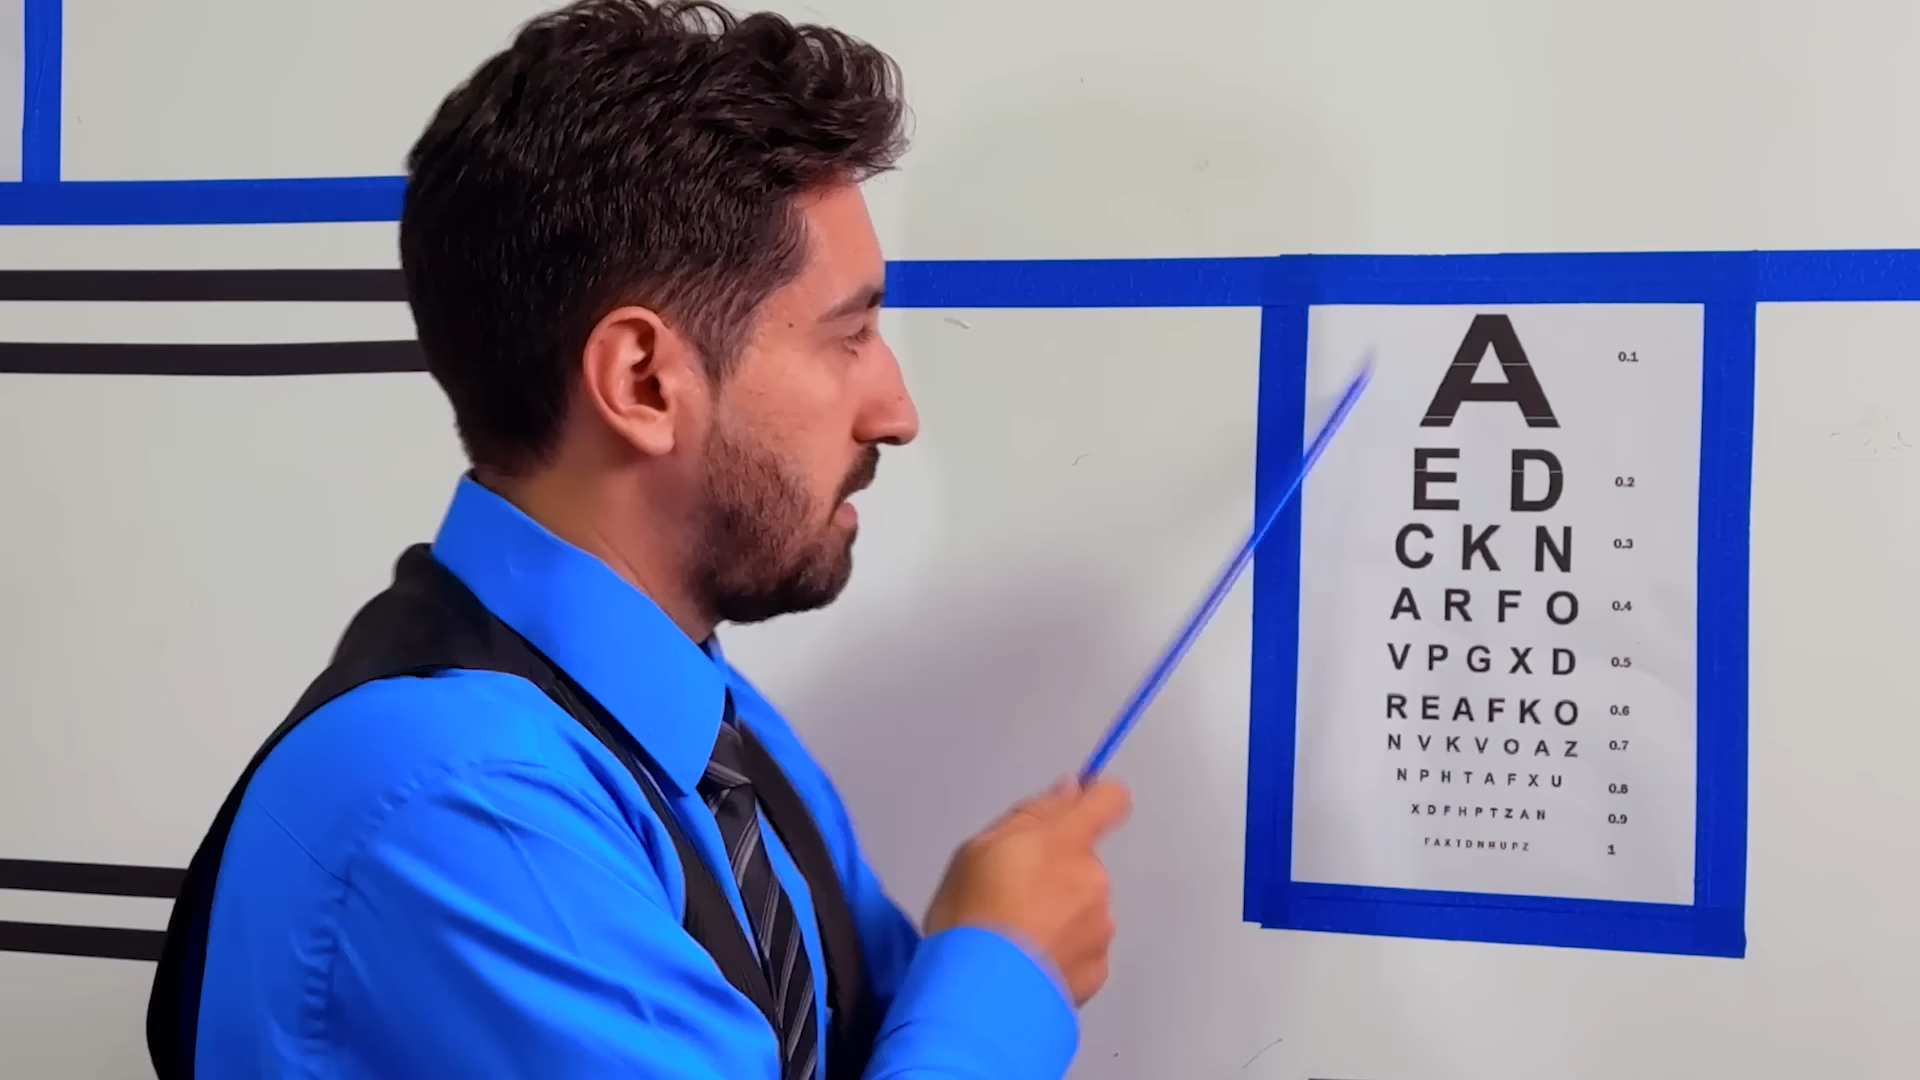 A 0.1
E D 0.2
C K N 0.3
A R F O 0.4
V P G X D 0.5
R E A F K O 0.6
N V K V O A Z 0.7
N P H T A F X U 0.8
X D F H P T Z A N 0.9
F A X T D N H U P Z 1